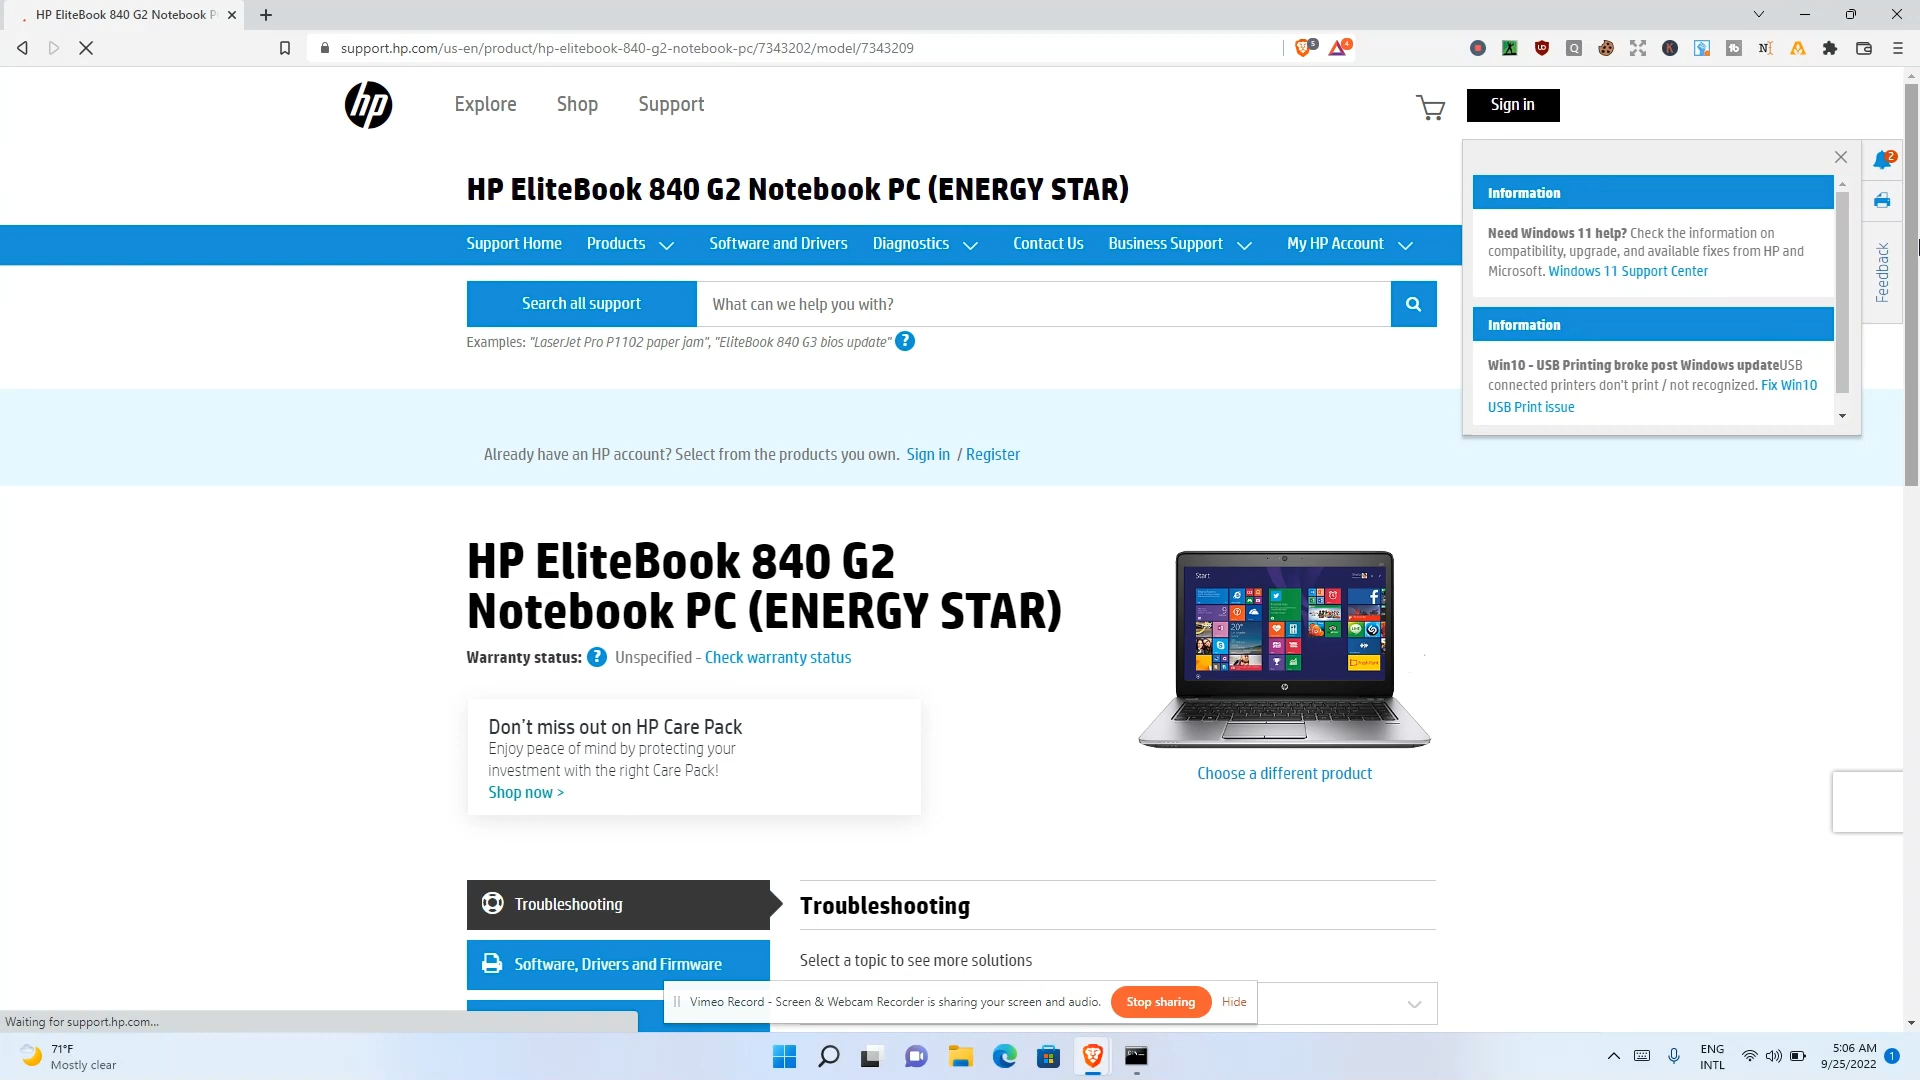 HP EliteBook 840 G2 Notebook P
support.hp.com/us-en/product/hp-elitebook-840-g2-notebook-pc/7343202/model/7343209
5
4
hp
Explore
Shop
Support
Sign in
HP EliteBook 840 G2 Notebook PC (ENERGY STAR)
Support Home
Products
Software and Drivers
Diagnostics
Contact Us
Business Support
My HP Account
Search all support
What can we help you with?
Examples: "LaserJet Pro P1102 paper jam", "EliteBook 840 G3 bios update" ?
Information
Need Windows 11 help? Check the information on
compatibility, upgrade, and available fixes from HP and
Microsoft. Windows 11 Support Center
Information
Win10 - USB Printing broke post Windows updateUSB
connected printers don't print / not recognized. Fix Win10
USB Print issue
2
Feedback
Already have an HP account? Select from the products you own. Sign in / Register
HP EliteBook 840 G2
Notebook PC (ENERGY STAR)
Warranty status: ? Unspecified - Check warranty status
Don't miss out on HP Care Pack
Enjoy peace of mind by protecting your
investment with the right Care Pack!
Shop now >
Start
Choose a different product
Troubleshooting
Software, Drivers and Firmware
Troubleshooting
Select a topic to see more solutions
Vimeo Record - Screen & Webcam Recorder is sharing your screen and audio.
Stop sharing
Hide
Waiting for support.hp.com...
71°F
Mostly clear
ENG
INTL
5:06 AM
9/25/2022
1